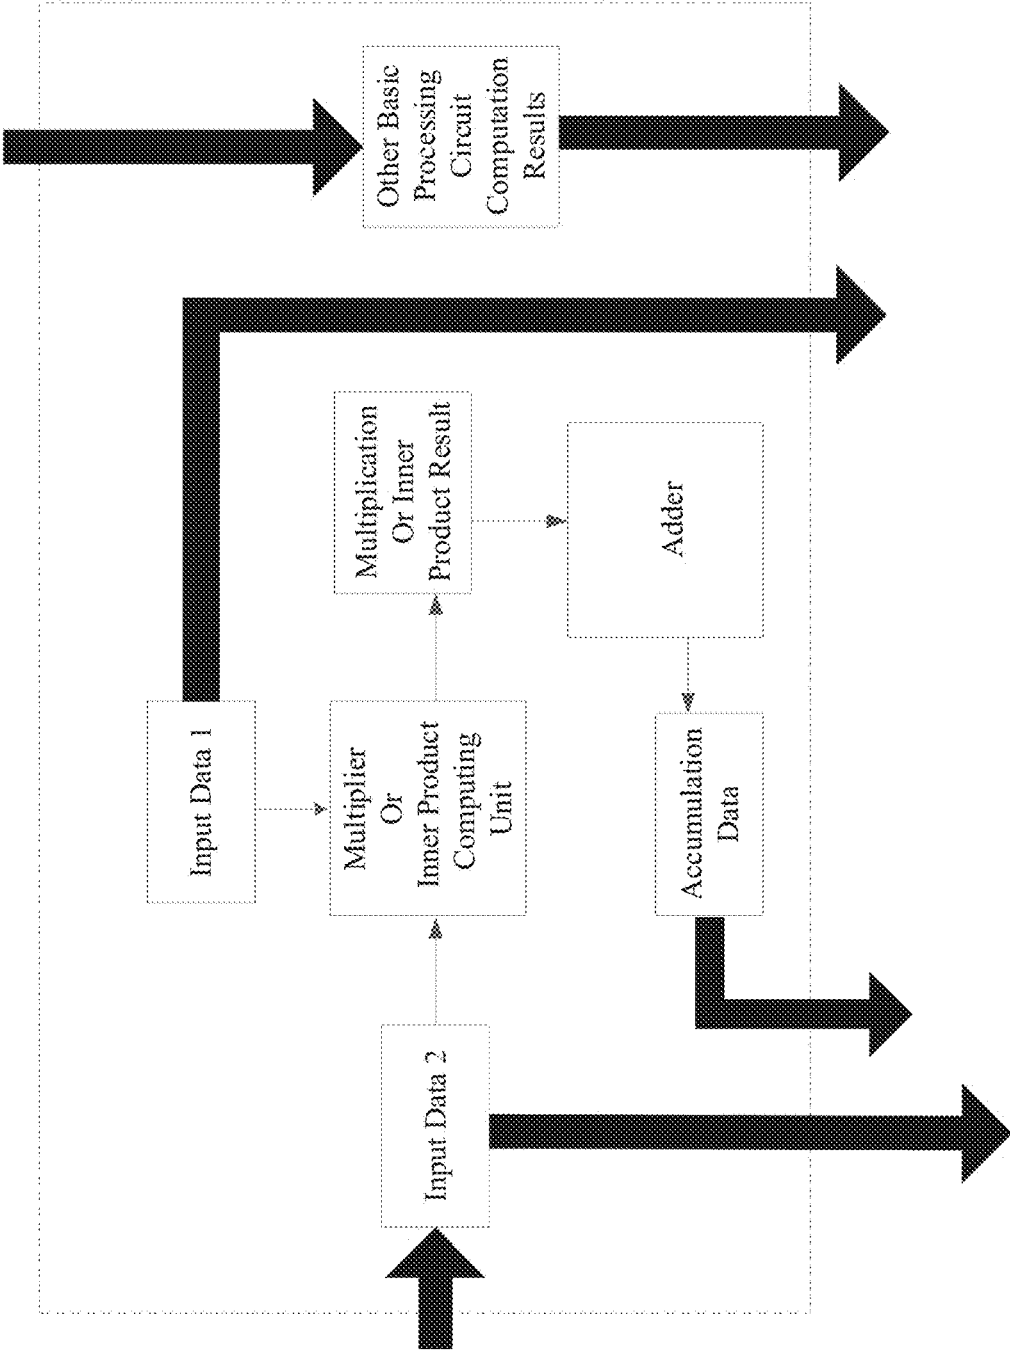 Input Data 1
Other Basic
Processing
Circuit
Computation
Results
Multiplication
Or Inner
Product Result
Input Data 2
Multiplier
Or
Inner Product
Computing
Unit
Adder
Accumulation
Data